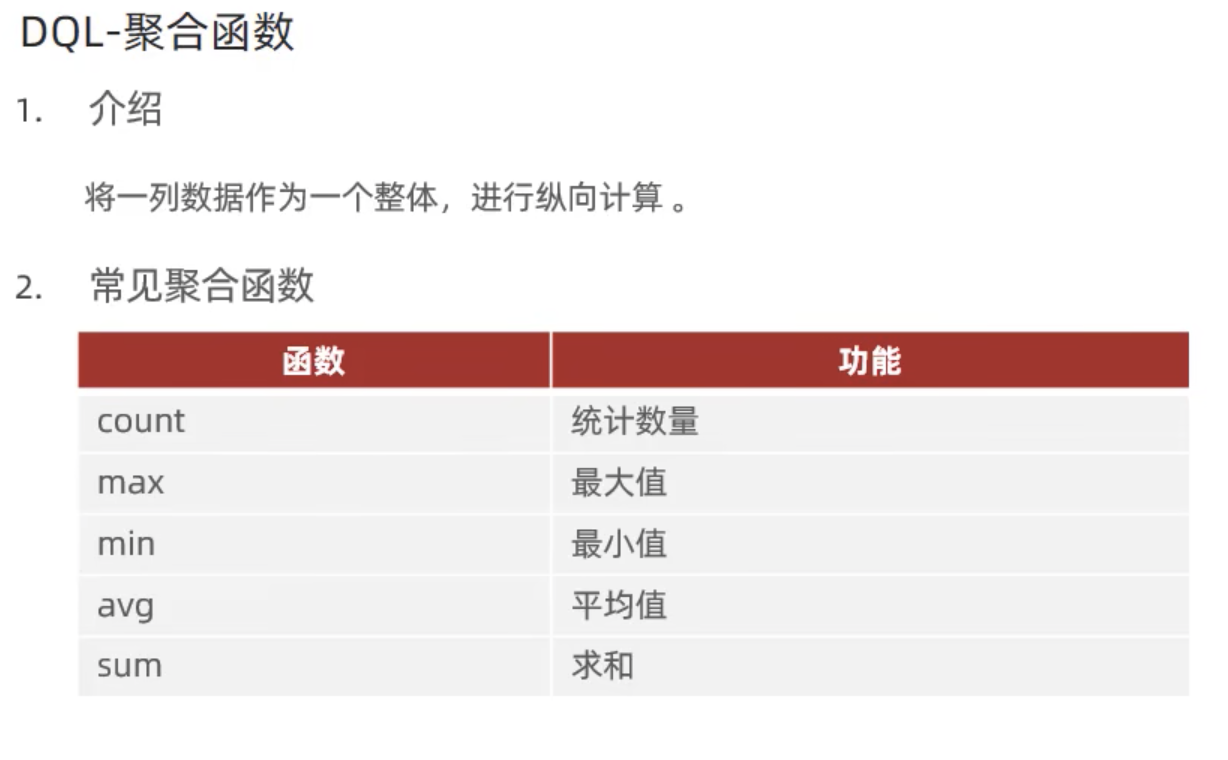 DQL-聚合函数
1. 介绍
将一列数据作为一个整体，进行纵向计算 。
2. 常见聚合函数
函数 功能
count 统计数量
max 最大值
min 最小值
avg 平均值
sum 求和